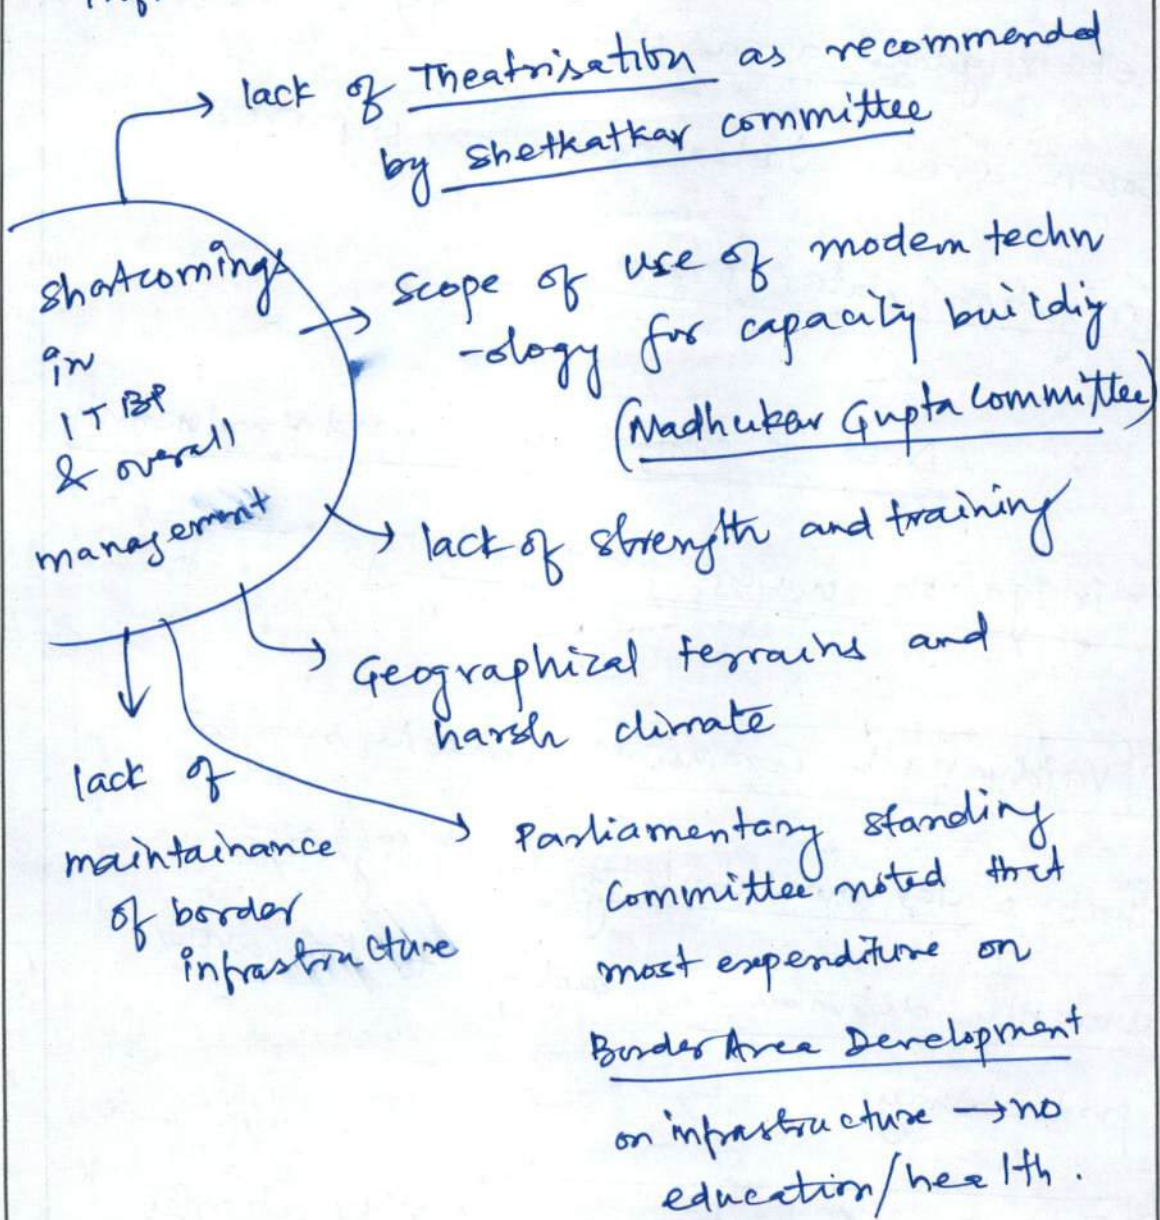 lack of Theatrisation as recommended
by Shetkatkar committee
Shortcomings
in
ITBP
& overall
management
Scope of use of modern techn
-ology for capacity building
(Madhukar Gupta Committee)
lack of strength and training
Geographical terrains and
harsh climate
lack of
maintainance
of border
infrastructure
Parliamentary standing
Committee noted that
most expenditure on
Border Area Development
on infrastructure → no
education/health.